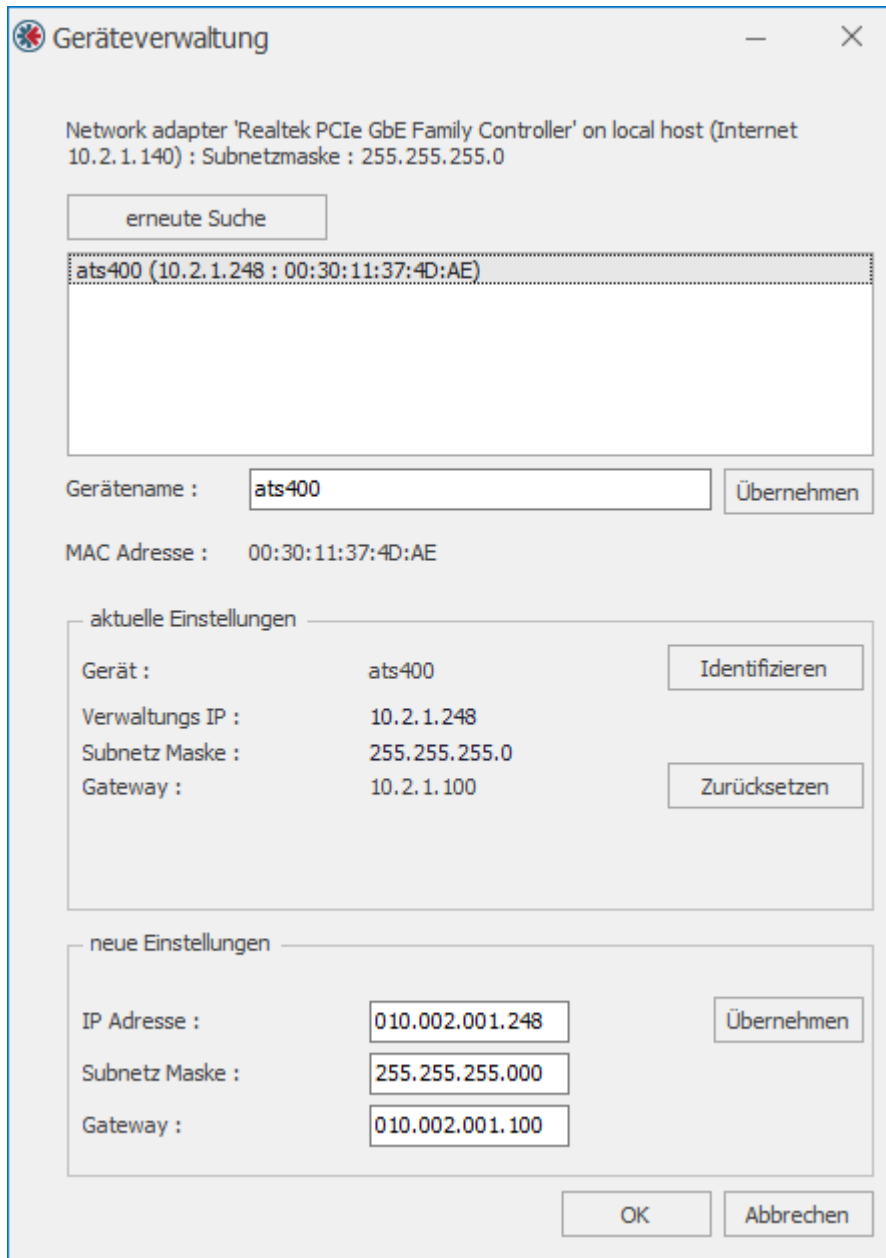 Geräteverwaltung
Network adapter 'Realtek PCIe GbE Family Controller' on local host (Internet
10.2.1.140) : Subnetzmaske : 255.255.255.0
erneute Suche
ats400 (10.2.1.248 : 00:30:11:37:4D:AE)
Gerätename : ats400 Übernehmen
MAC Adresse : 00:30:11:37:4D:AE
aktuelle Einstellungen
Gerät : ats400 Identifizieren
Verwaltungs IP : 10.2.1.248
Subnetz Maske : 255.255.255.0
Gateway : 10.2.1.100 Zurücksetzen
neue Einstellungen
IP Adresse : 010.002.001.248 Übernehmen
Subnetz Maske : 255.255.255.000
Gateway : 010.002.001.100
OK Abbrechen